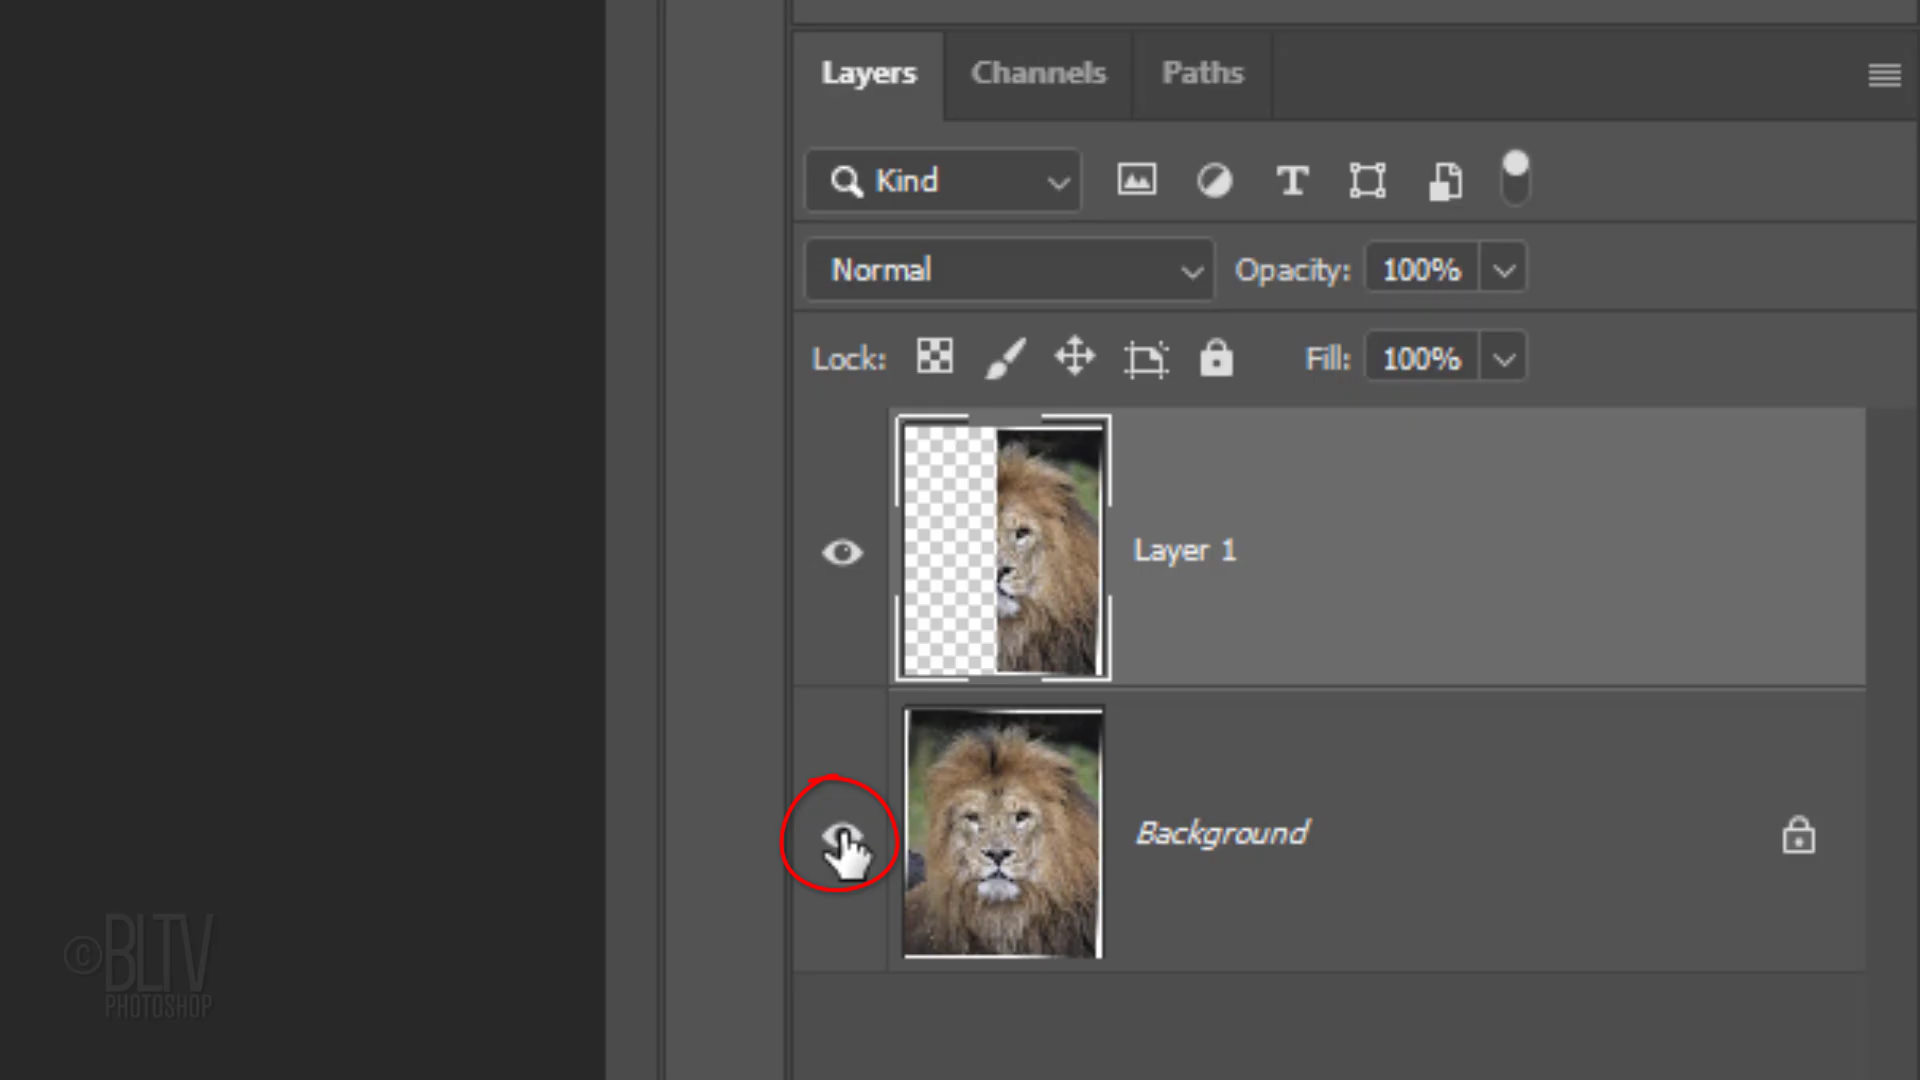 Layers Channels Paths
Kind
Normal Opacity: 100%
Lock: Fill: 100%
Layer 1
Background
©BLTV
PHOTOSHOP